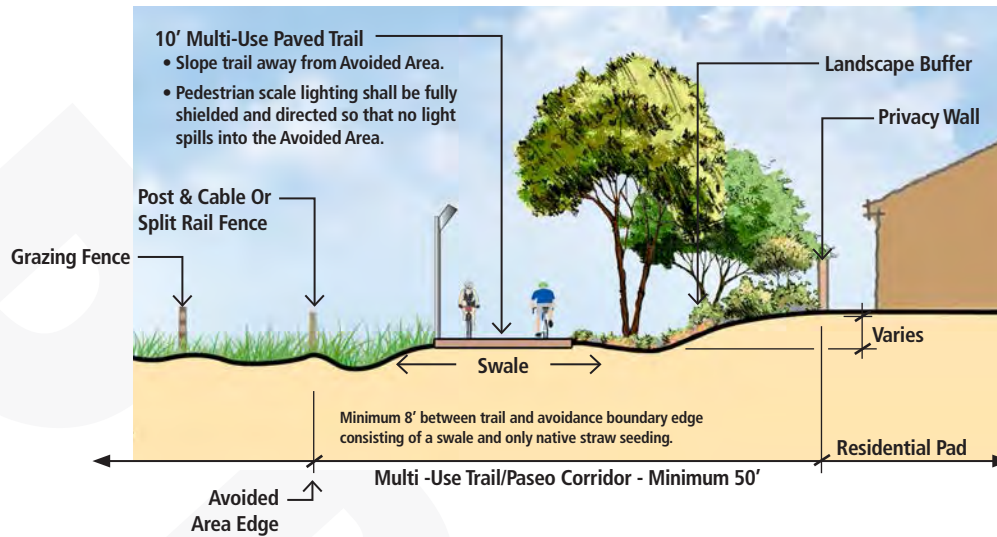 10' Multi-Use Paved Trail
• Slope trail away from Avoided Area.
• Pedestrian scale lighting shall be fully
shielded and directed so that no light
spills into the Avoided Area.
Landscape Buffer
Privacy Wall
Post & Cable Or
Split Rail Fence
Grazing Fence
Varies
Swale
Minimum 8' between trail and avoidance boundary edge
consisting of a swale and only native straw seeding.
Residential Pad
Multi -Use Trail/Paseo Corridor - Minimum 50'
Avoided
Area Edge